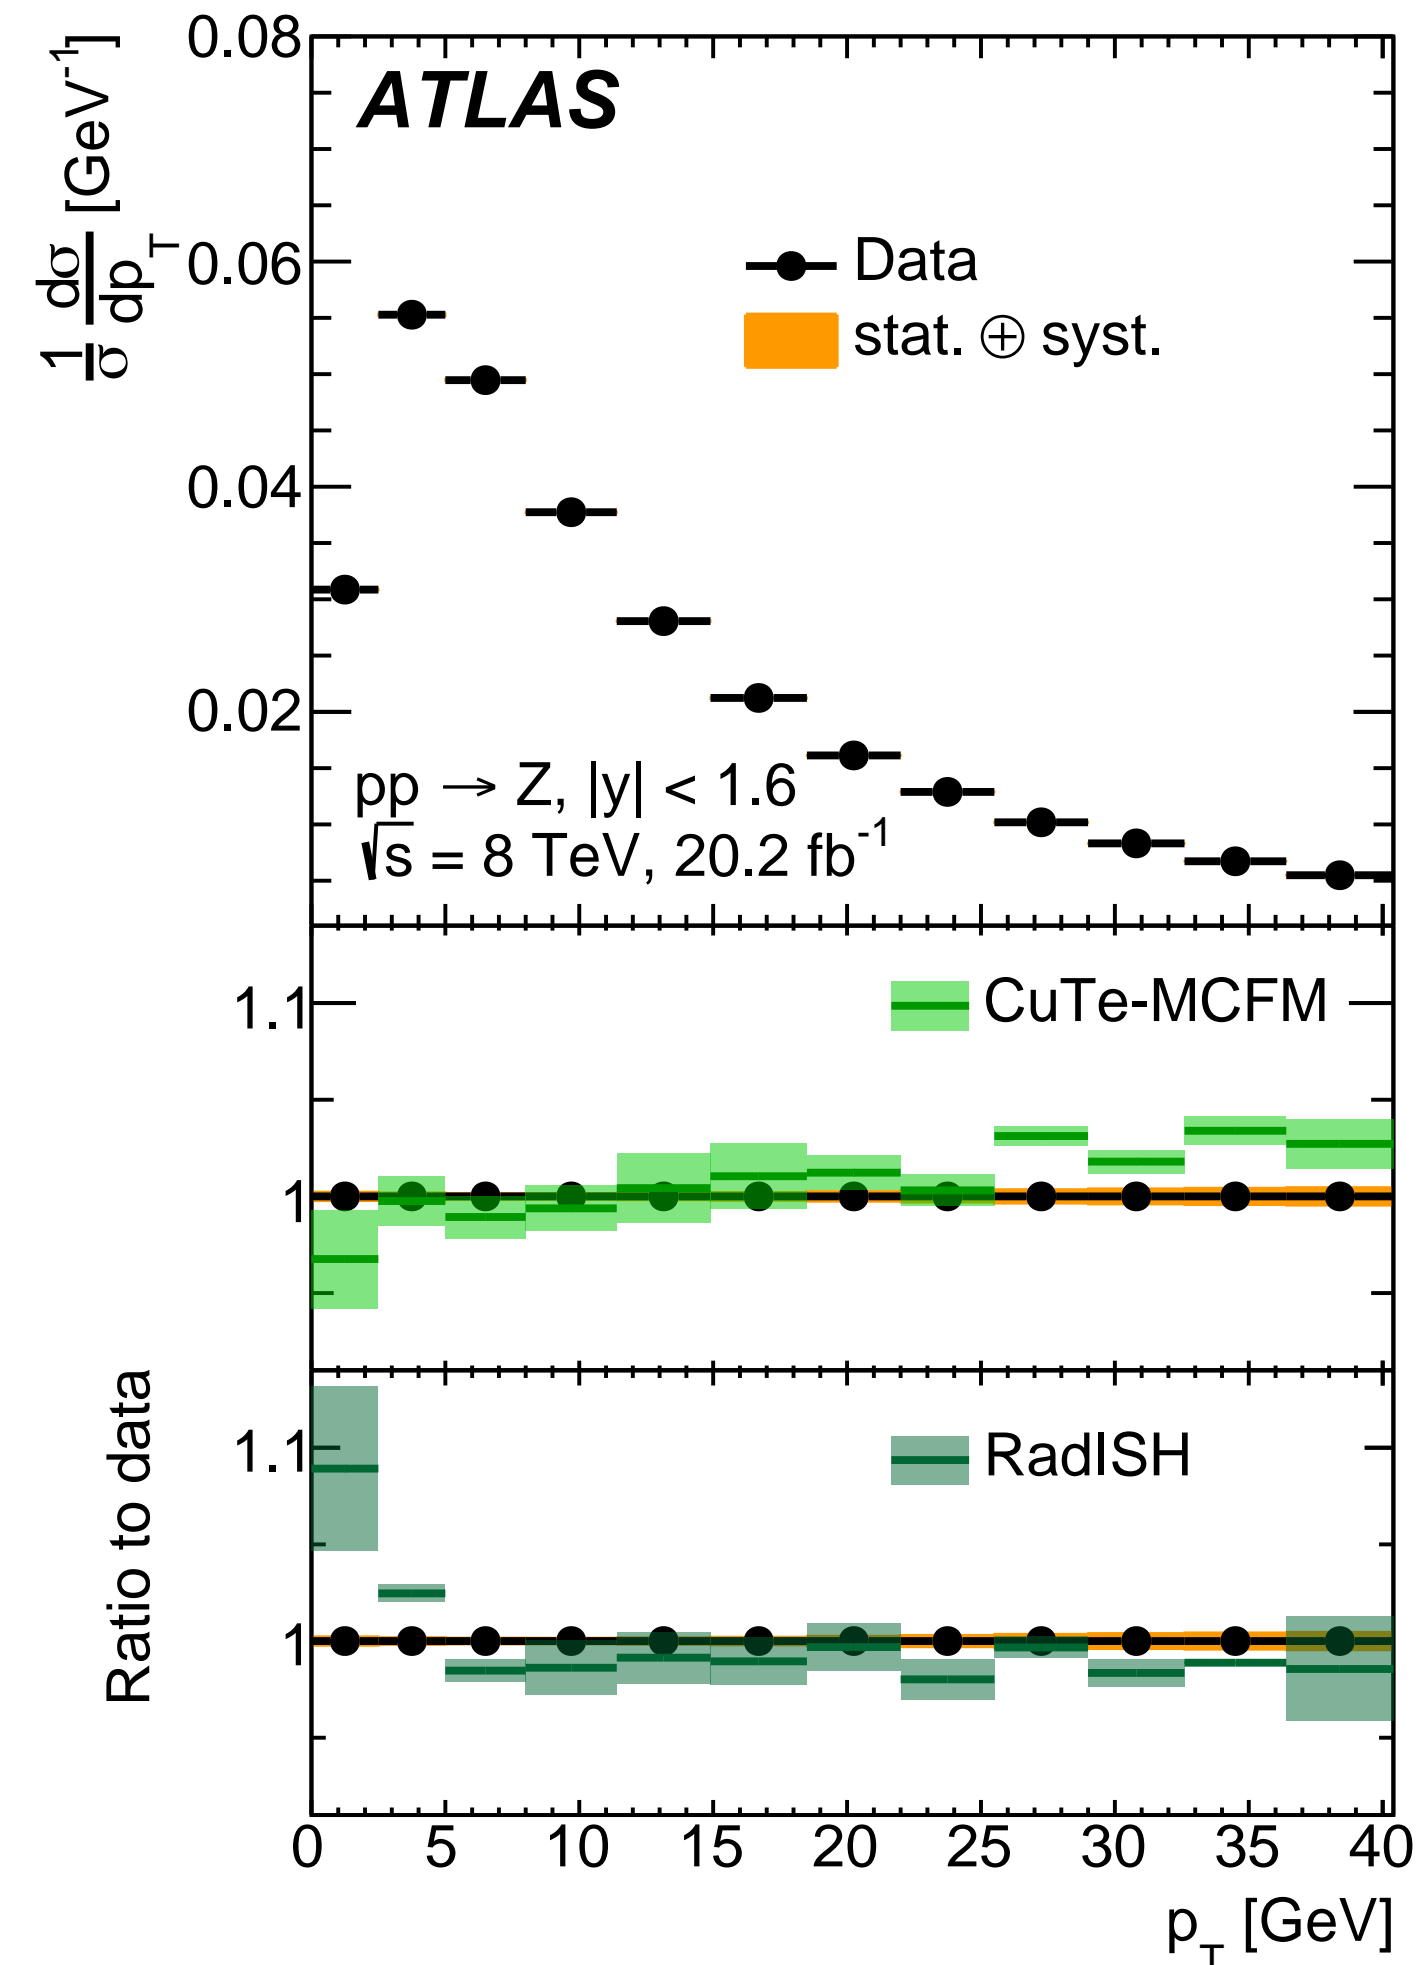 ATLAS
1/σ dσ/dp_T [GeV⁻¹]
0.08
0.06
0.04
0.02
Data
stat. ⊕ syst.
pp → Z, |y| < 1.6
√s = 8 TeV, 20.2 fb⁻¹
1.1
1
CuTe-MCFM
Ratio to data
1.1
1
RadISH
0 5 10 15 20 25 30 35 40
p_T [GeV]